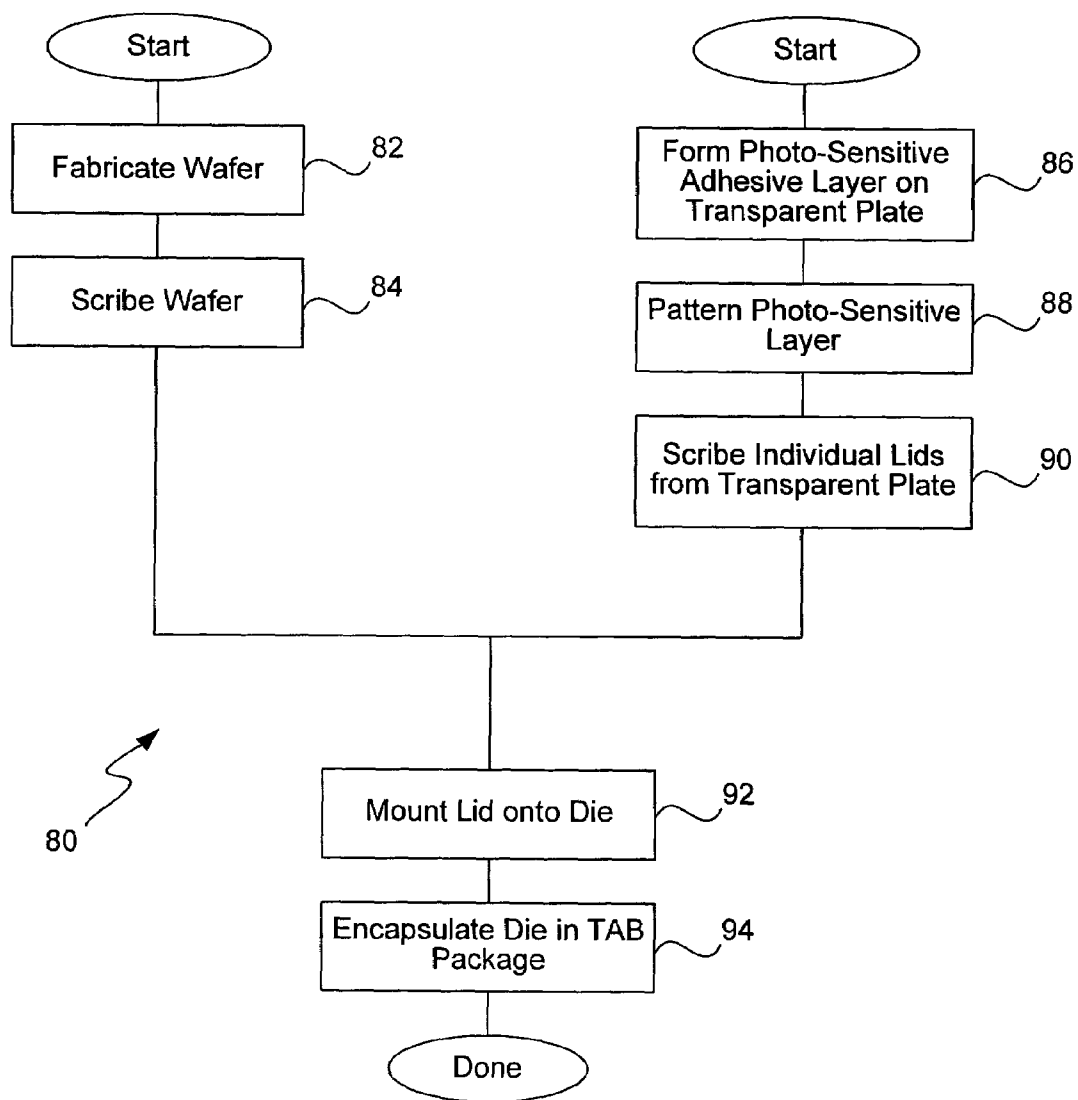 Start
Fabricate Wafer
82
Scribe Wafer
84
Start
Form Photo-Sensitive
Adhesive Layer on
Transparent Plate
86
Pattern Photo-Sensitive
Layer
88
Scribe Individual Lids
from Transparent Plate
90
80
Mount Lid onto Die
92
Encapsulate Die in TAB
Package
94
Done